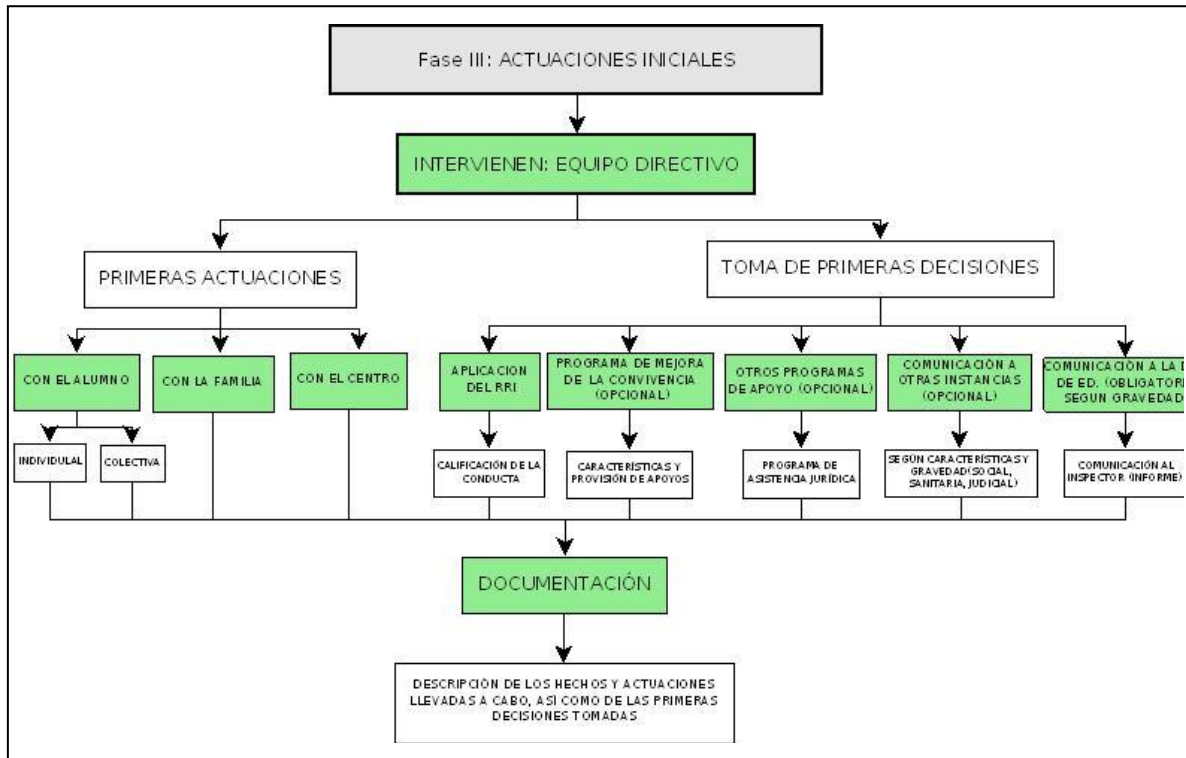 Fase III: ACTUACIONES INICIALES
INTERVIENEN: EQUIPO DIRECTIVO
PRIMERAS ACTUACIONES
TOMA DE PRIMERAS DECISIONES
CON EL ALUMNO
CON LA FAMILIA
CON EL CENTRO
APLICACION
DEL RRI
PROGRAMA DE MEJORA
DE LA CONVIVENCIA
(OPCIONAL)
OTROS PROGRAMAS
DE APOYO (OPCIONAL)
COMUNICACIÓN A
OTRAS INSTANCIAS
(OPCIONAL)
COMUNICACIÓN A LA
DE ED. (OBLIGATORI
SEGÚN GRAVEDAD
INDIVIDULAL
COLECTIVA
CALIFICACIÓN DE LA
CONDUCTA
CARACTERÍSTICAS Y
PROVISIÓN DE APOYOS
PROGRAMA DE
ASISTENCIA JURÍDICA
SEGÚN CARACTERÍSTICAS Y
GRAVEDAD(SOCIAL,
SANITARIA, JUDICIAL)
COMUNICACIÓN AL
INSPECTOR (INFORME)
DOCUMENTACIÓN
DESCRIPCIÓN DE LOS HECHOS Y ACTUACIONES
LLEVADAS A CABO, ASÍ COMO DE LAS PRIMERAS
DECISIONES TOMADAS